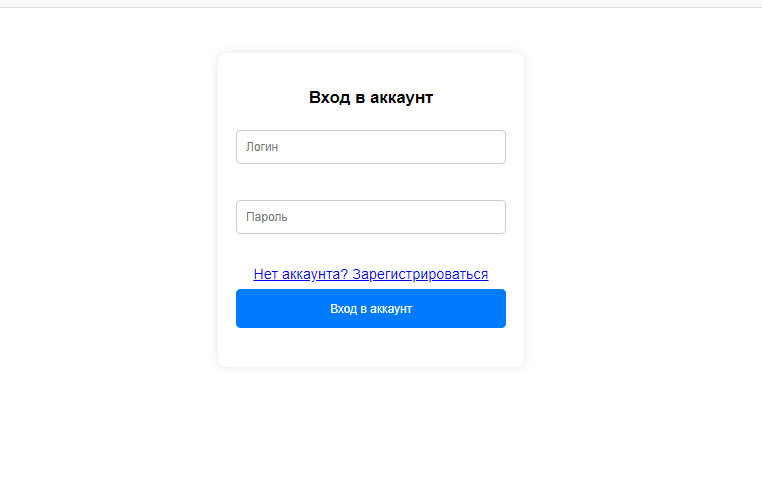 Вход в аккаунт
Логин
Пароль
Нет аккаунта? Зарегистрироваться
Вход в аккаунт